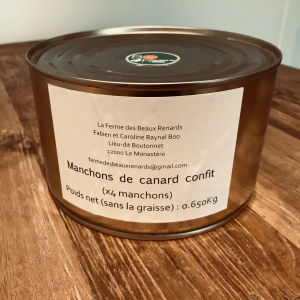 La Ferme des Beaux Renards
Fabien et Caroline Raynal Boo
Lieu-dit Boutonnet
12000 Le Monastère
fermedesbeauxrenards@gmail.com
Manchons de canard confit
(x4 manchons)
Poids net (sans la graisse) : 0.650Kg